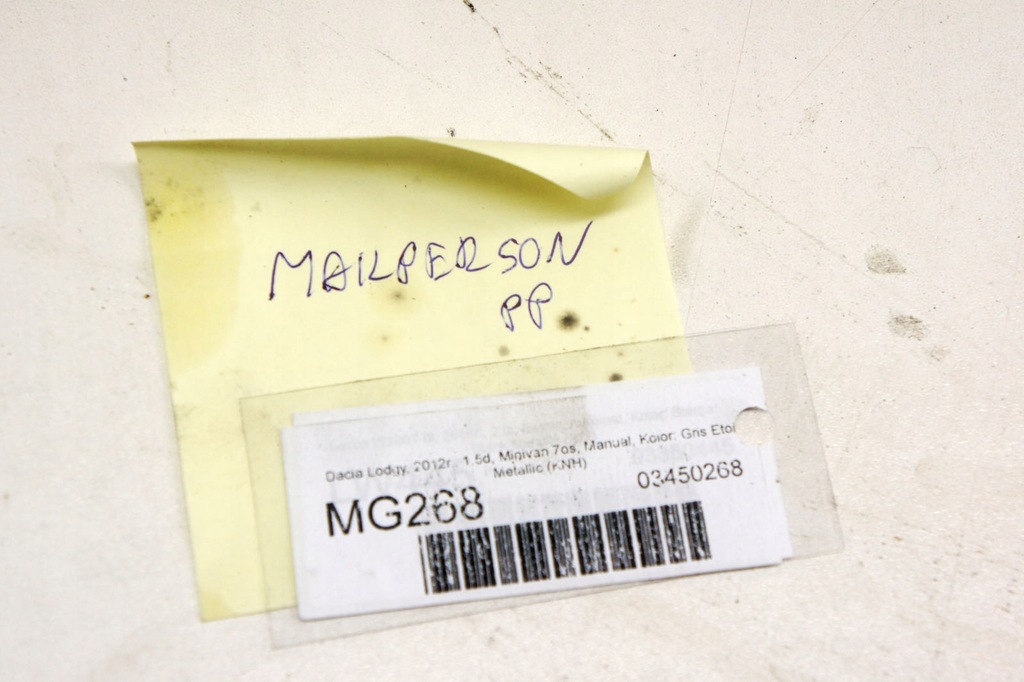 MAILPERSON
PP
Dacia Lodgy, 2012r., 1.5d, Minivan 7os, Manual, Kolor: Gris Etoi
Metallic (KNH)
03450268
MG268